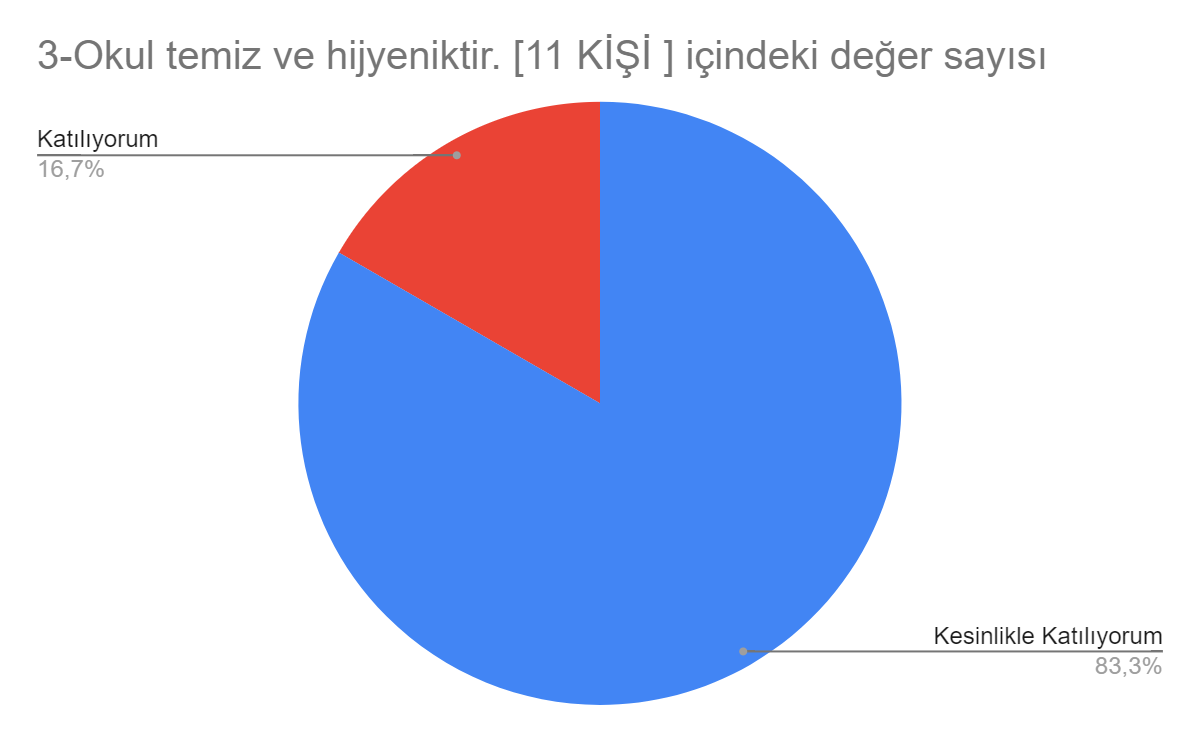 3-Okul temiz ve hijyeniktir. [11 KİŞİ ] içindeki değer sayısı
Katılıyorum
16,7%
Kesinlikle Katılıyorum
83,3%